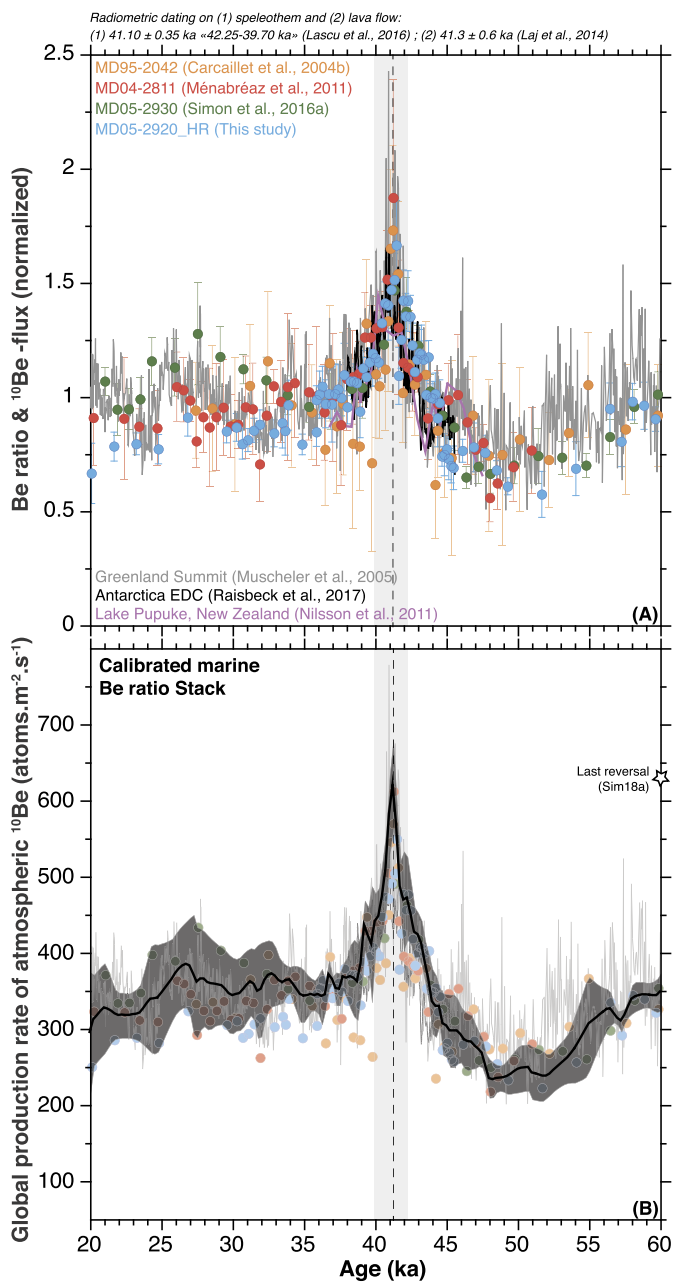 Radiometric dating on (1) speleothem and (2) lava flow:
(1) 41.10 ± 0.35 ka «42.25-39.70 ka» (Lascu et al., 2016) ; (2) 41.3 ± 0.6 ka (Laj et al., 2014)
2.5
MD95-2042 (Carcaillet et al., 2004b)
MD04-2811 (Ménabréaz et al., 2011)
MD05-2930 (Simon et al., 2016a)
MD05-2920_HR (This study)
2
1.5
1
0.5
0
Be ratio & ¹⁰Be -flux (normalized)
Greenland Summit (Muscheler et al., 2005)
Antarctica EDC (Raisbeck et al., 2017)
Lake Pupuke, New Zealand (Nilsson et al., 2011)
(A)
Calibrated marine
Be ratio Stack
700
600
500
400
300
200
100
Global production rate of atmospheric ¹⁰Be (atoms.m⁻².s⁻¹)
Last reversal
(Sim18a)
(B)
20 25 30 35 40 45 50 55 60
Age (ka)